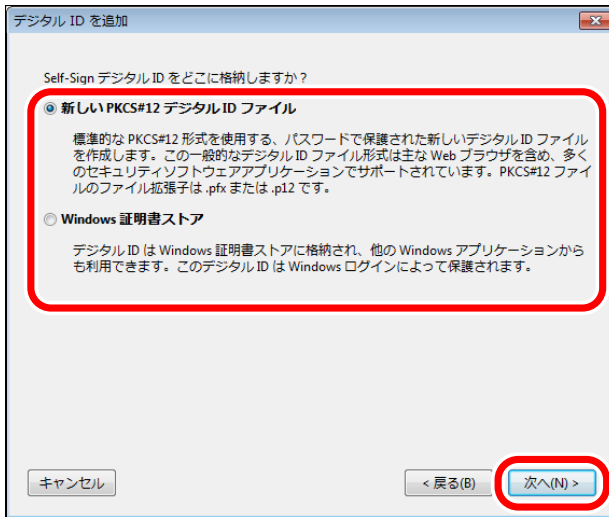 デジタル ID を追加
Self-Sign デジタル ID をどこに格納しますか？
新しい PKCS#12 デジタル ID ファイル
標準的な PKCS#12 形式を使用する、パスワードで保護された新しいデジタル ID ファイル
を作成します。この一般的なデジタル ID ファイル形式は主な Web ブラウザを含め、多く
のセキュリティソフトウェアアプリケーションでサポートされています。PKCS#12 ファイ
ルのファイル拡張子は .pfx または .p12 です。
Windows 証明書ストア
デジタル ID は Windows 証明書ストアに格納され、他の Windows アプリケーションから
も利用できます。このデジタル ID は Windows ログインによって保護されます。
キャンセル
< 戻る(B)
次へ(N) >